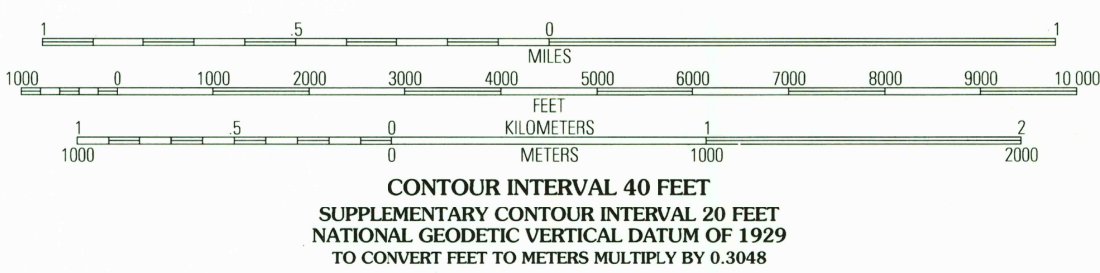 1 .5 0 1
MILES
1000 0 1000 2000 3000 4000 5000 6000 7000 8000 9000 10 000
FEET
1 .5 0 KILOMETERS 1 2
1000 0 METERS 1000 2000
CONTOUR INTERVAL 40 FEET
SUPPLEMENTARY CONTOUR INTERVAL 20 FEET
NATIONAL GEODETIC VERTICAL DATUM OF 1929
TO CONVERT FEET TO METERS MULTIPLY BY 0.3048